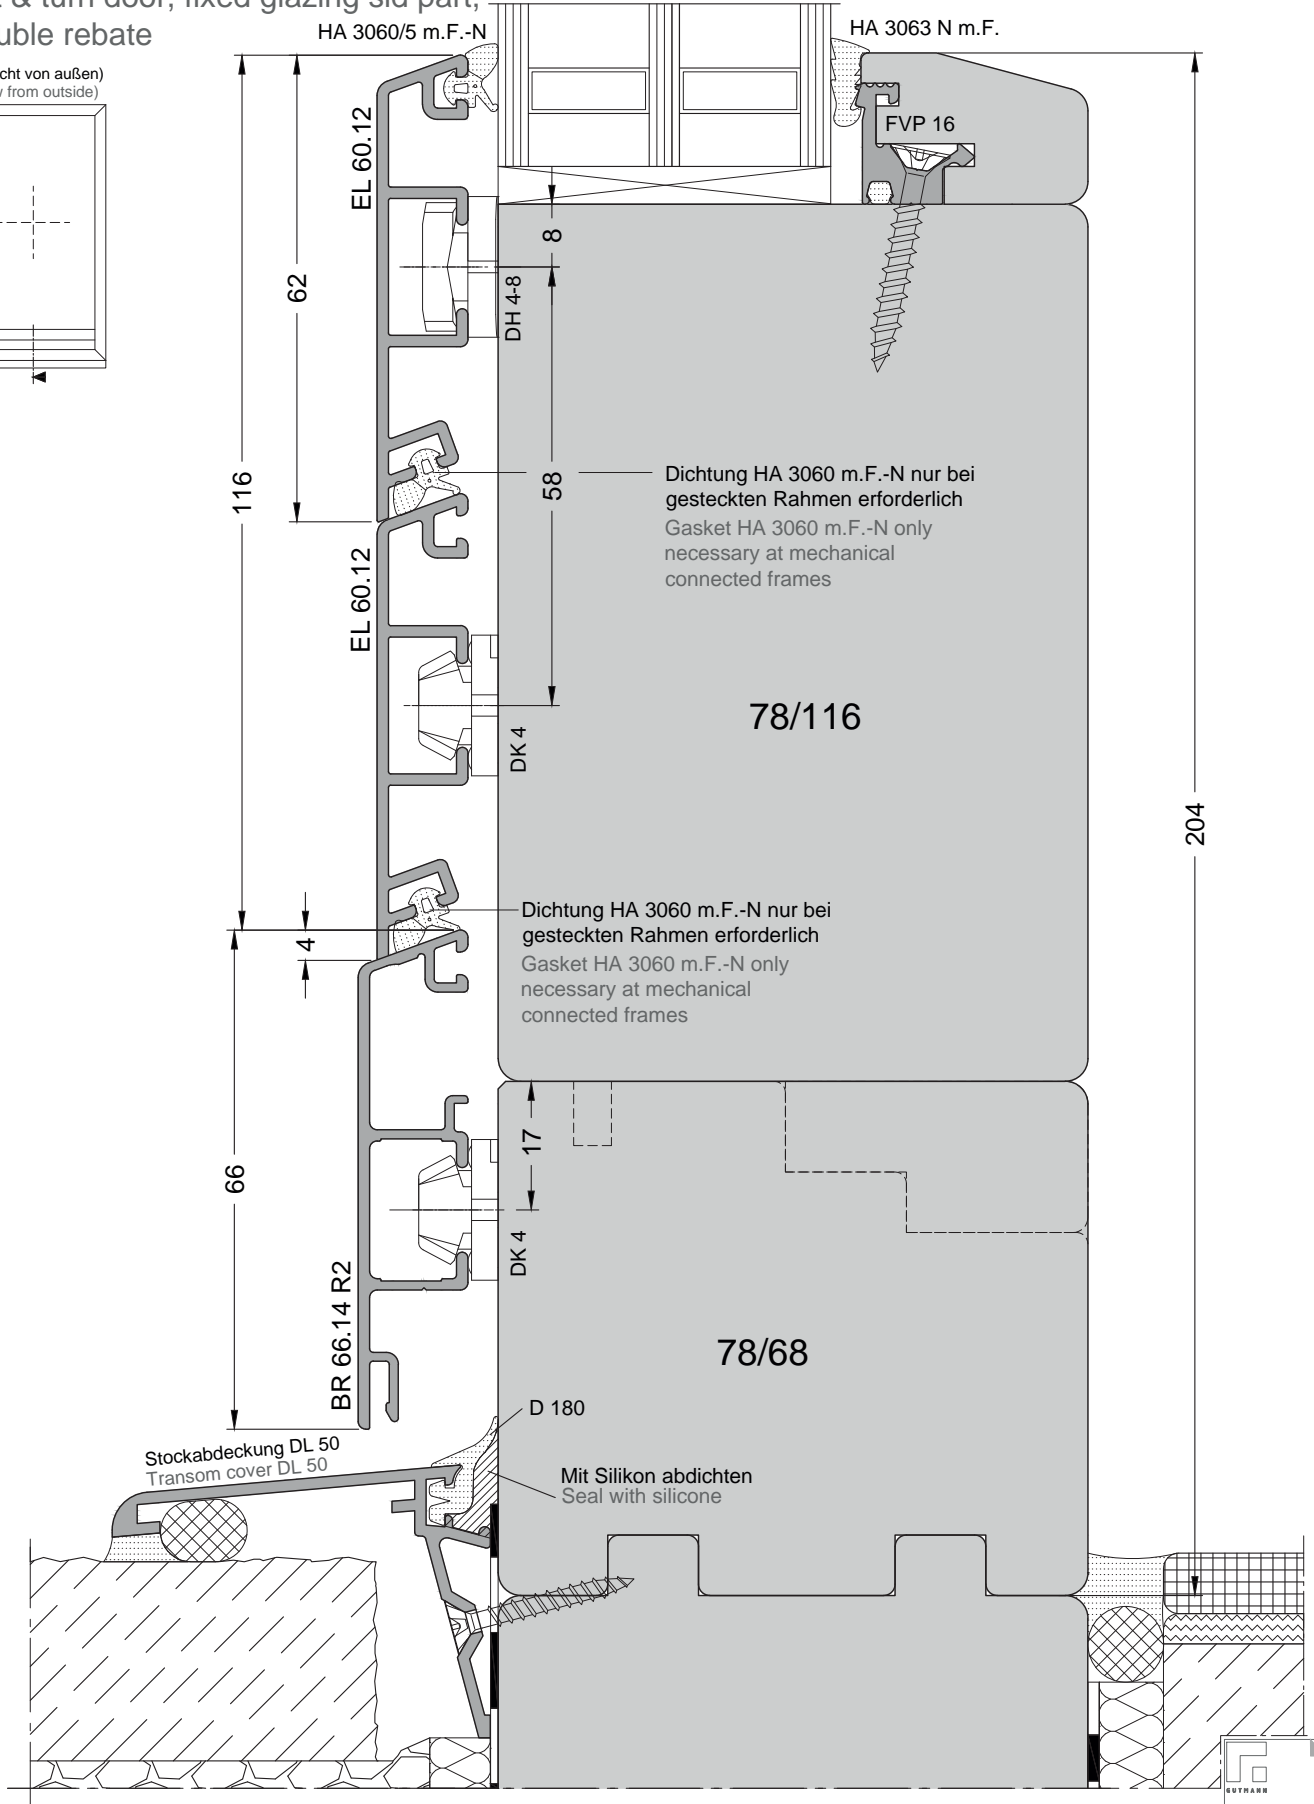 & turn door, fixed glazing sid part,
uble rebate
cht von außen)
from outside)
HA 3060/5 m.F.-N
HA 3063 N m.F.
EL 60.12
FVP 16
8
62
DH 4-8
116
58
Dichtung HA 3060 m.F.-N nur bei
gesteckten Rahmen erforderlich
Gasket HA 3060 m.F.-N only
necessary at mechanical
connected frames
EL 60.12
78/116
DK 4
204
Dichtung HA 3060 m.F.-N nur bei
gesteckten Rahmen erforderlich
Gasket HA 3060 m.F.-N only
necessary at mechanical
connected frames
4
17
66
DK 4
BR 66.14 R2
78/68
D 180
Stockabdeckung DL 50
Transom cover DL 50
Mit Silikon abdichten
Seal with silicone
GUTMANN